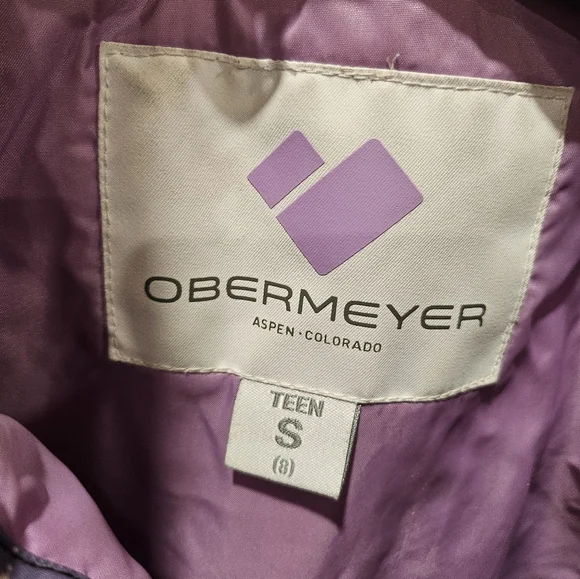 OBERMEYER
ASPEN · COLORADO
TEEN
S
(8)